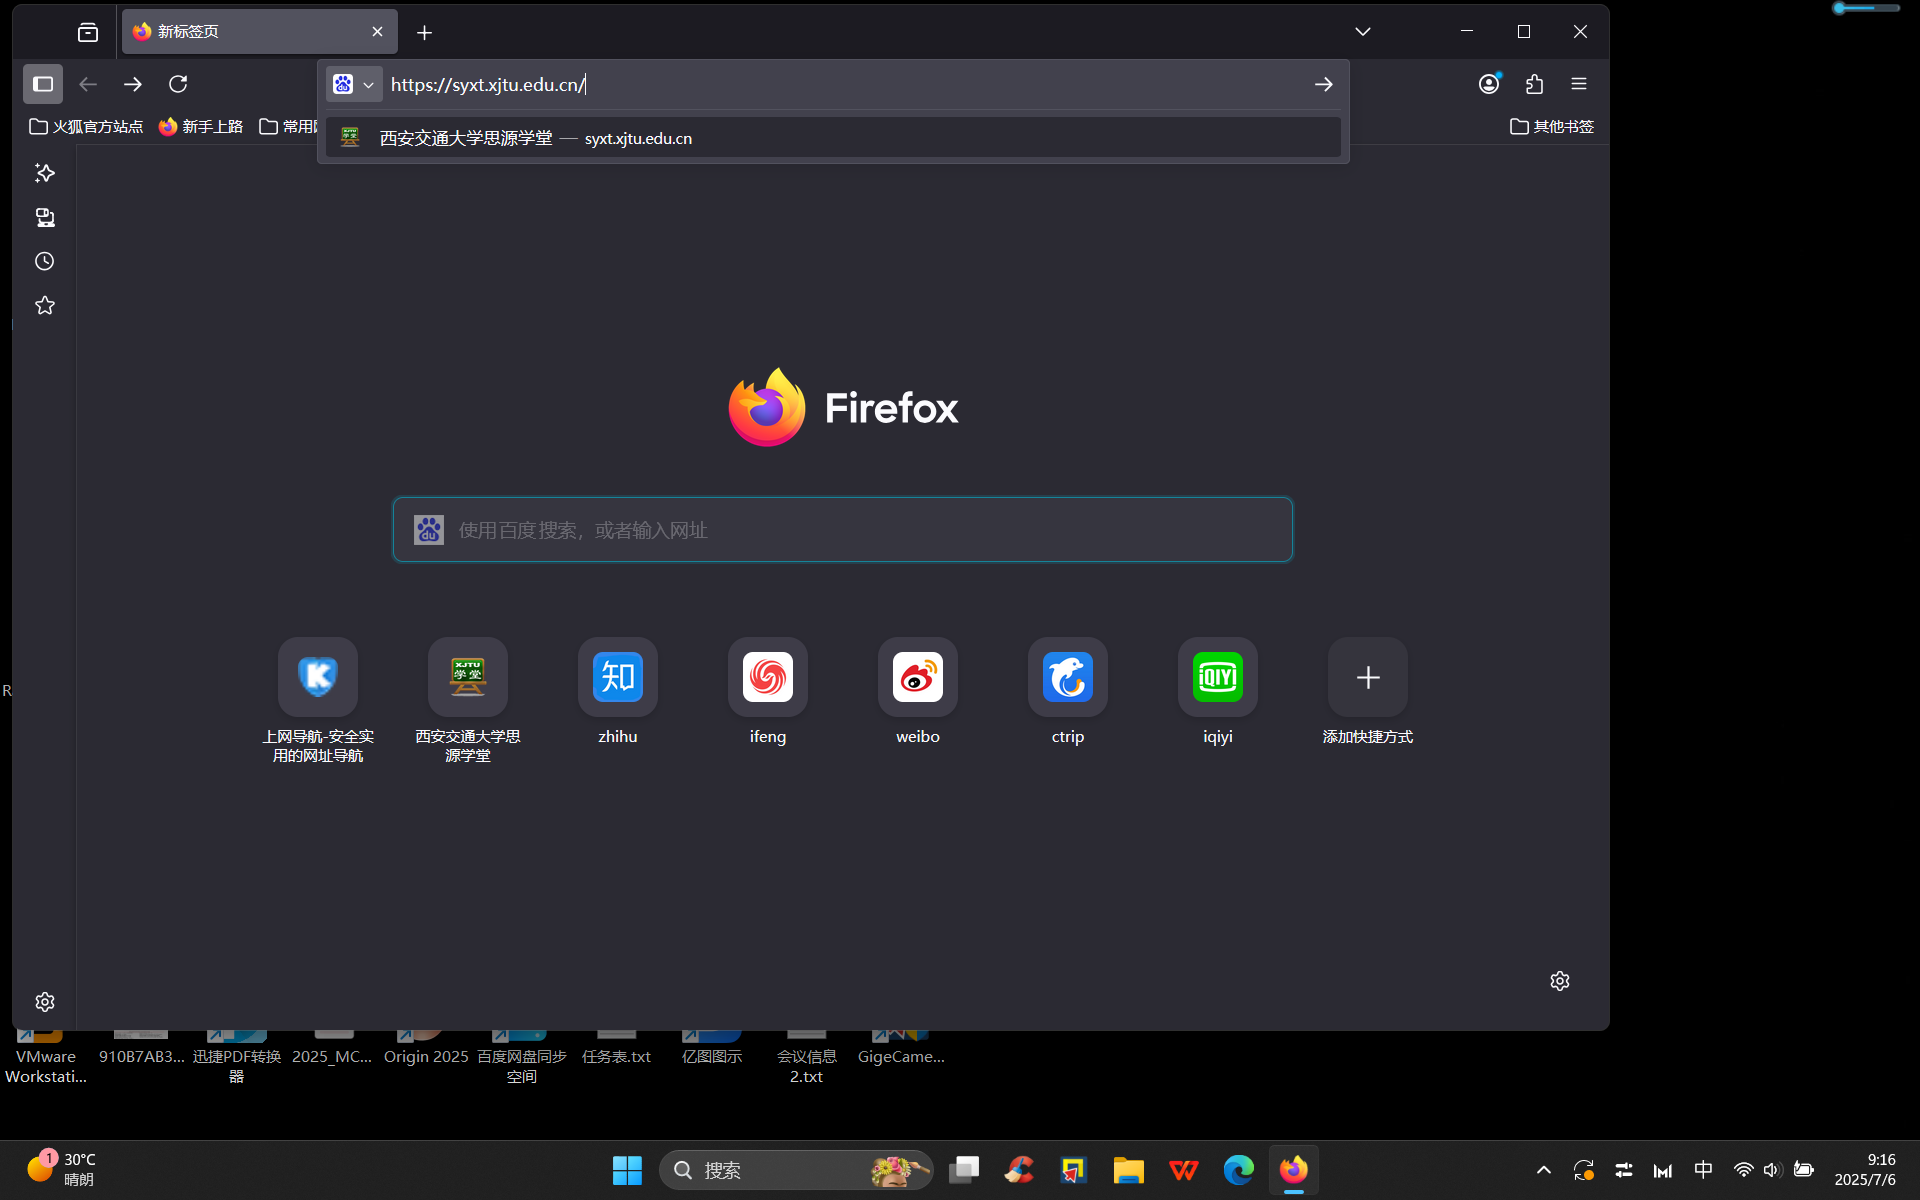 新标签页
https://syxt.xjtu.edu.cn/
火狐官方站点
新手上路
常用
其他书签
西安交通大学思源学堂 — syxt.xjtu.edu.cn
Firefox
使用百度搜索，或者输入网址
上网导航-安全实
用的网址导航
XJTU
学堂
西安交通大学思
源学堂
知
zhihu
ifeng
weibo
ctrip
iQIYI
iqiyi
添加快捷方式
R
VMware
Workstati...
910B7AB3...
迅捷PDF转换
器
2025_MC...
Origin 2025
百度网盘同步
空间
任务表.txt
亿图图示
会议信息
2.txt
GigeCame...
1
30°C
晴朗
搜索
中
9:16
2025/7/6